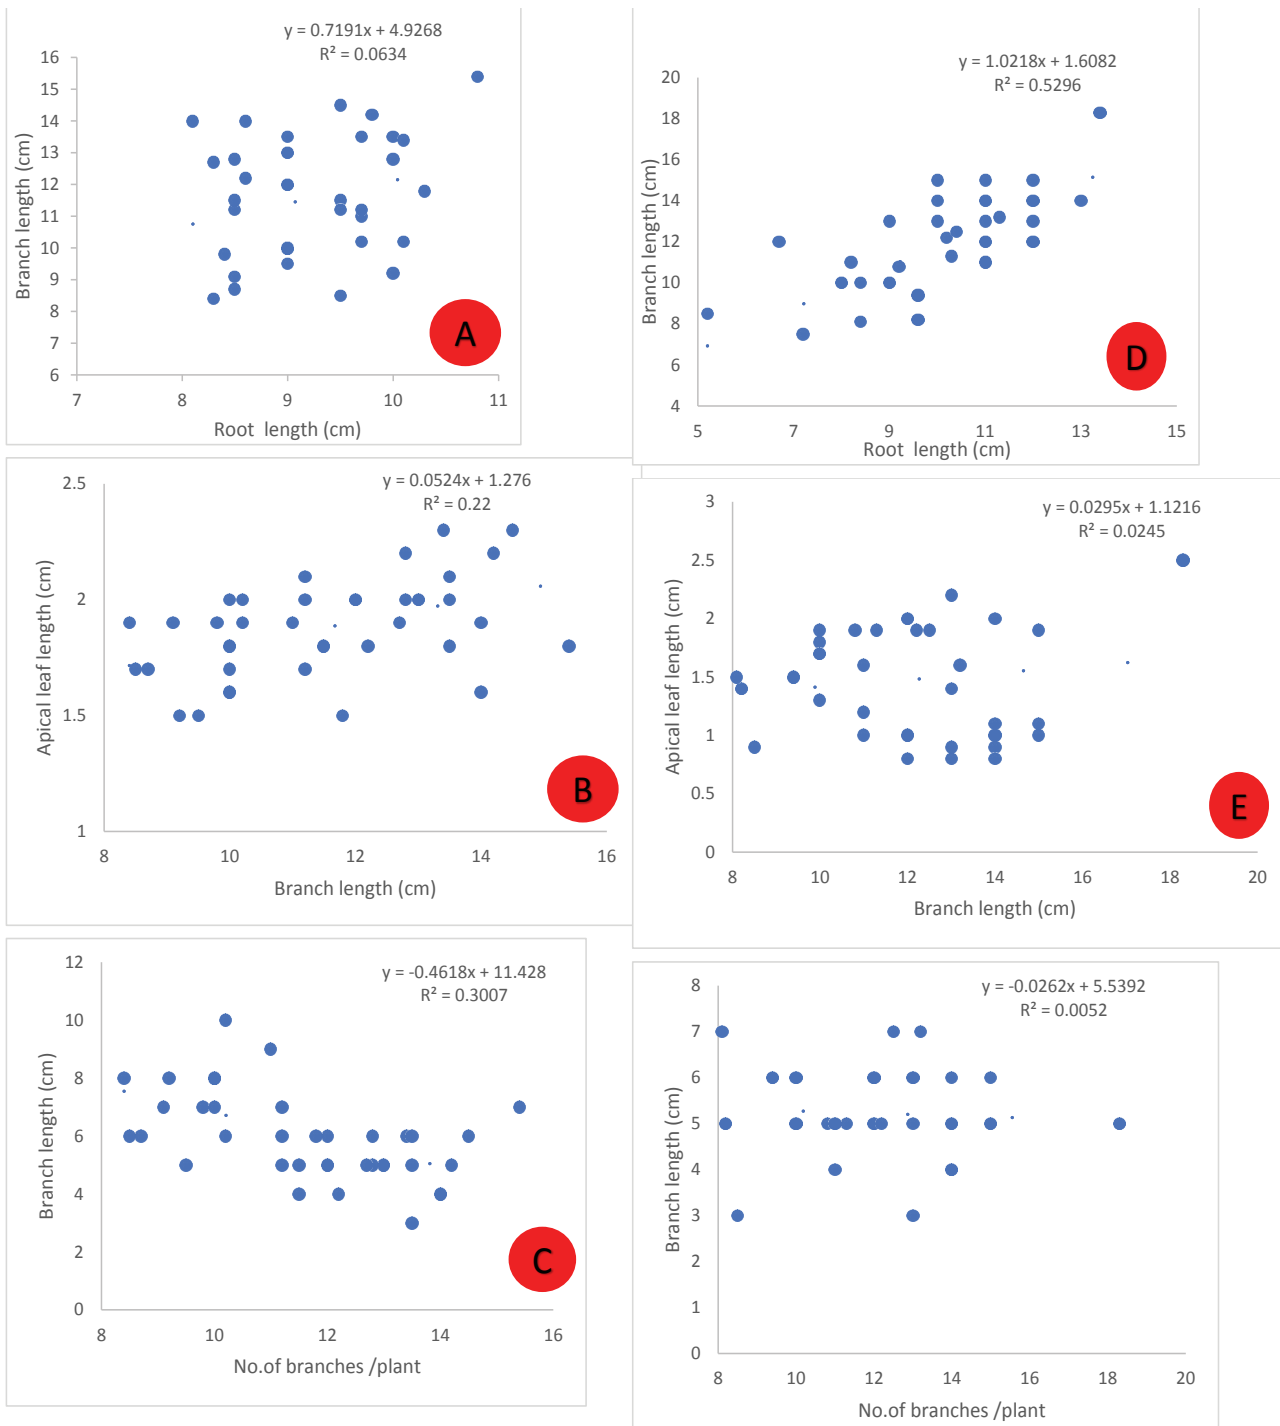 y = 0.7191x + 4.9268
R² = 0.0634
16
15
14
13
12
11
10
9
8
7
6
7 8 9 10 11
Branch length (cm)
Root length (cm)
A
y = 1.0218x + 1.6082
R² = 0.5296
20
18
16
14
12
10
8
6
4
5 7 9 11 13 15
Branch length (cm)
Root length (cm)
D
y = 0.0524x + 1.276
R² = 0.22
2.5
2
1.5
1
8 10 12 14 16
Apical leaf length (cm)
Branch length (cm)
B
y = 0.0295x + 1.1216
R² = 0.0245
3
2.5
2
1.5
1
0.5
0
8 10 12 14 16 18 20
Apical leaf length (cm)
Branch length (cm)
E
y = -0.4618x + 11.428
R² = 0.3007
12
10
8
6
4
2
0
8 10 12 14 16
Branch length (cm)
No.of branches /plant
C
y = -0.0262x + 5.5392
R² = 0.0052
8
7
6
5
4
3
2
1
0
8 10 12 14 16 18 20
Branch length (cm)
No.of branches /plant